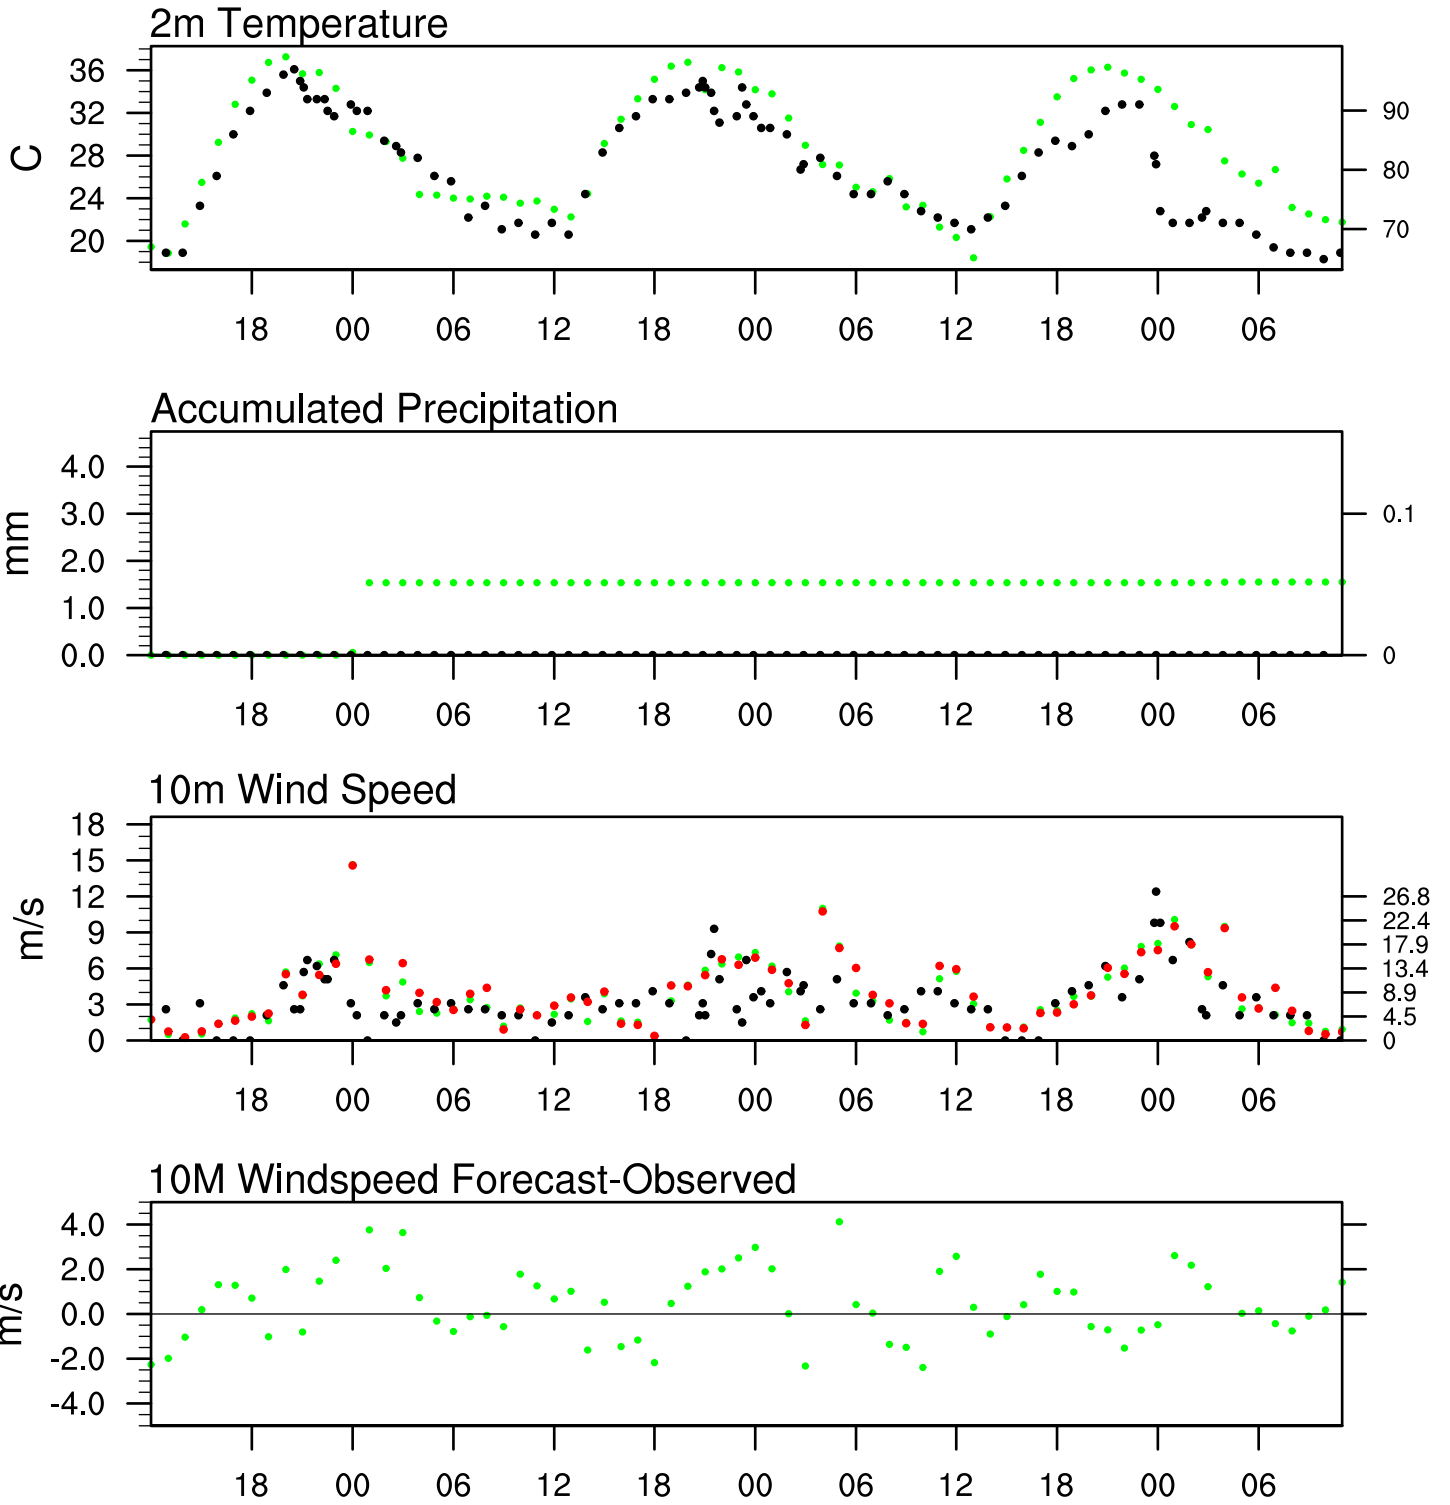 2m Temperature
C
36
32
28
24
20
90
80
70
18 00 06 12 18 00 06 12 18 00 06
Accumulated Precipitation
mm
4.0
3.0
2.0
1.0
0.0
0.1
0
18 00 06 12 18 00 06 12 18 00 06
10m Wind Speed
m/s
18
15
12
9
6
3
0
26.8
22.4
17.9
13.4
8.9
4.5
0
18 00 06 12 18 00 06 12 18 00 06
10M Windspeed Forecast-Observed
m/s
4.0
2.0
0.0
-2.0
-4.0
18 00 06 12 18 00 06 12 18 00 06